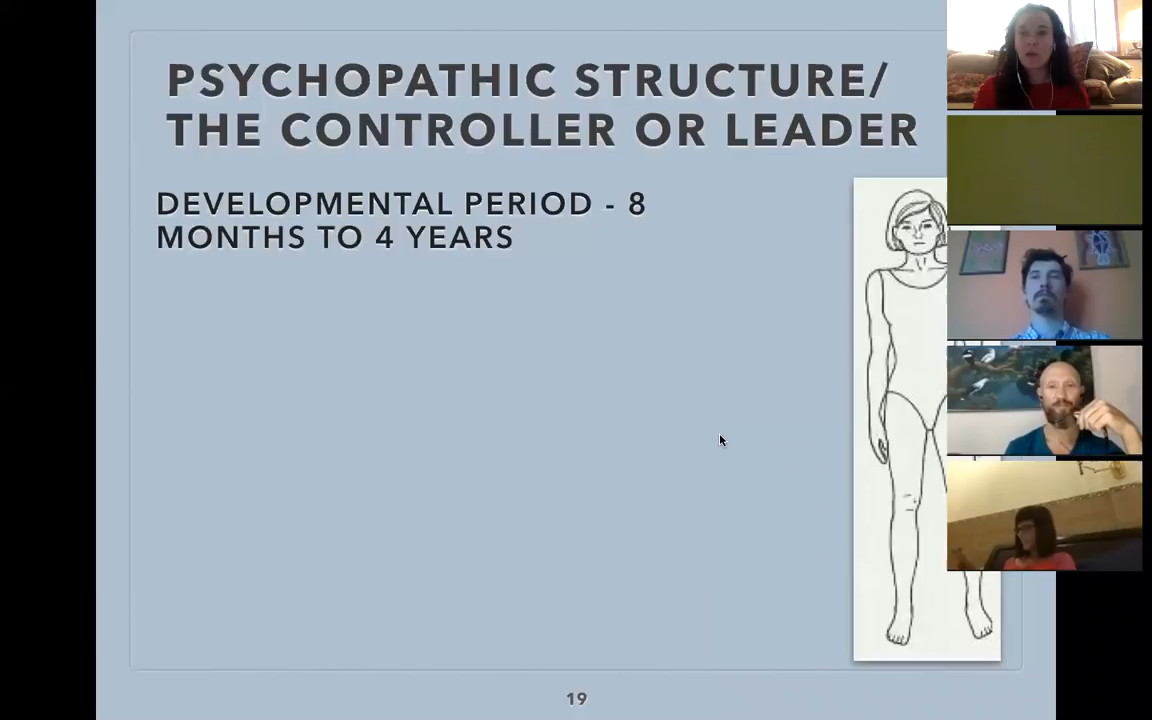 PSYCHOPATHIC STRUCTURE/
THE CONTROLLER OR LEADER
DEVELOPMENTAL PERIOD - 8
MONTHS TO 4 YEARS
19